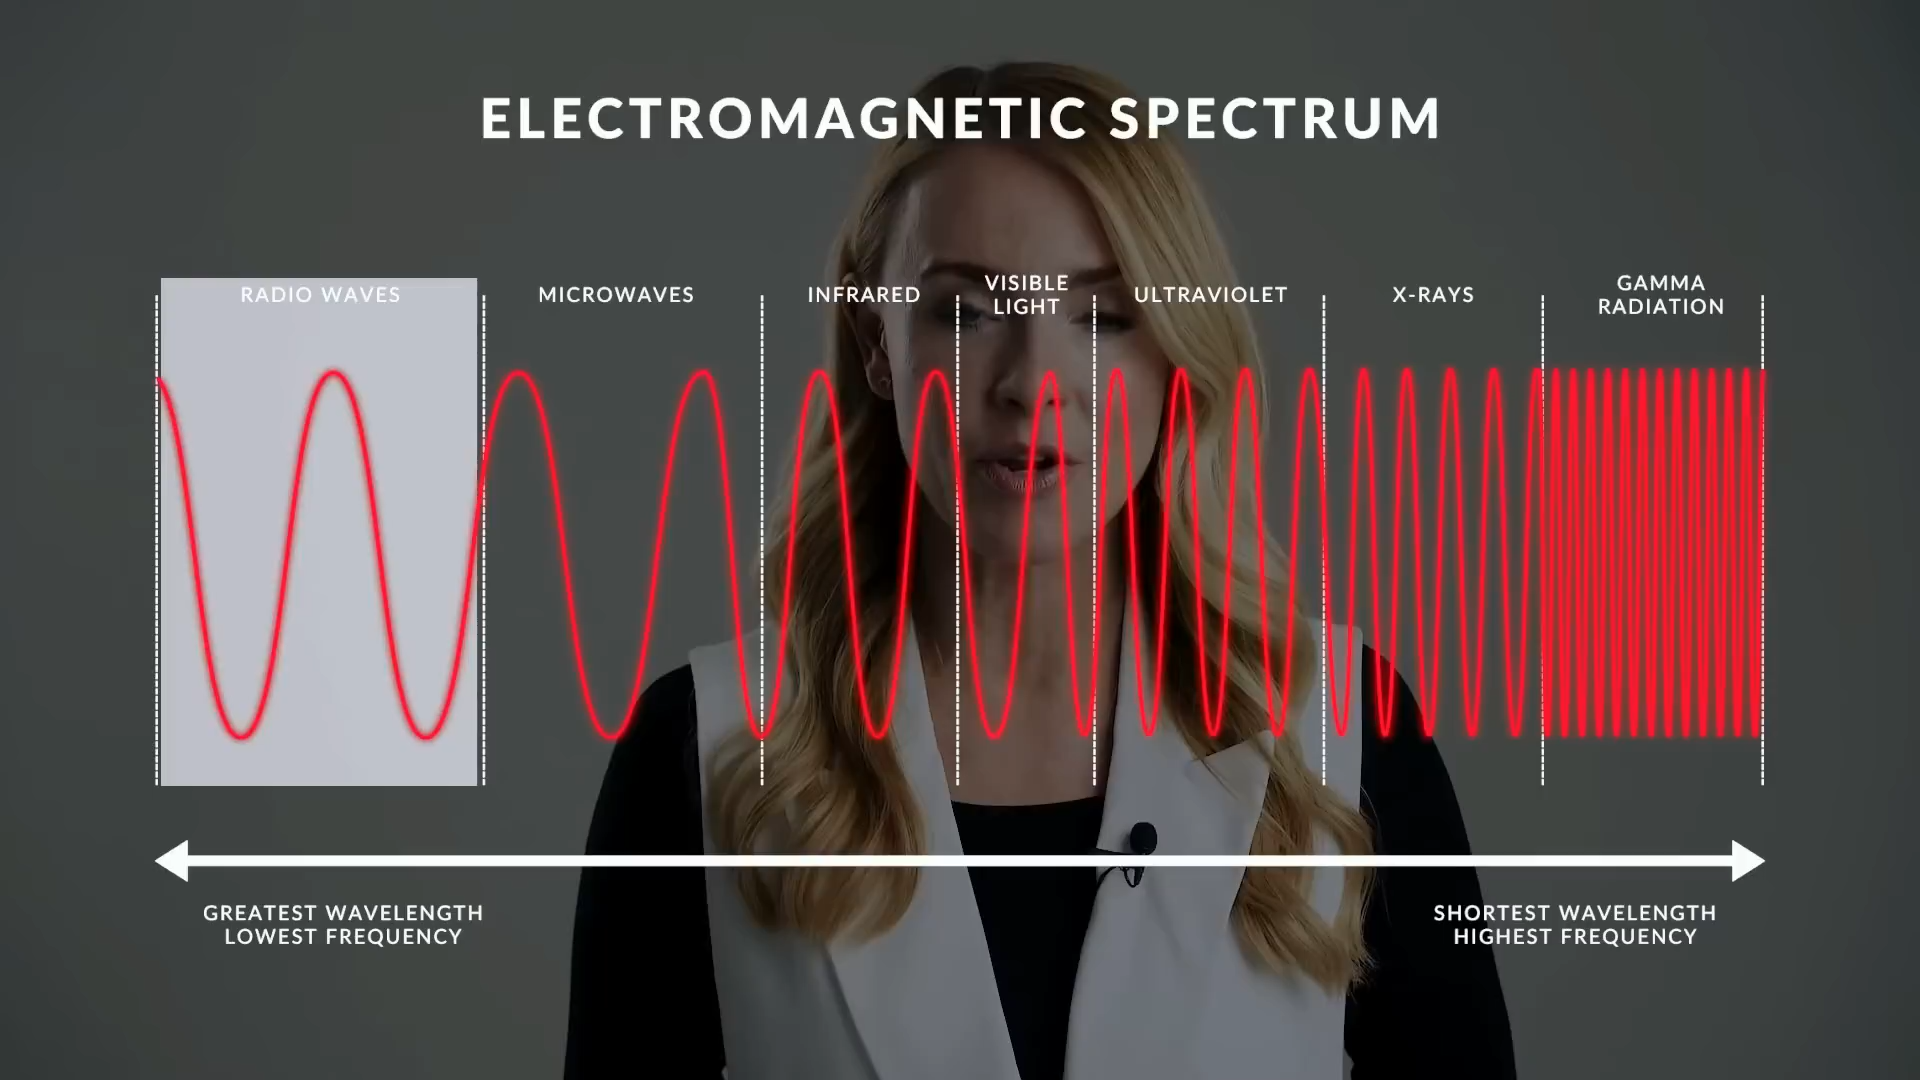 ELECTROMAGNETIC SPECTRUM
RADIO WAVES
MICROWAVES
INFRARED
VISIBLE
LIGHT
ULTRAVIOLET
X-RAYS
GAMMA
RADIATION
GREATEST WAVELENGTH
LOWEST FREQUENCY
SHORTEST WAVELENGTH
HIGHEST FREQUENCY